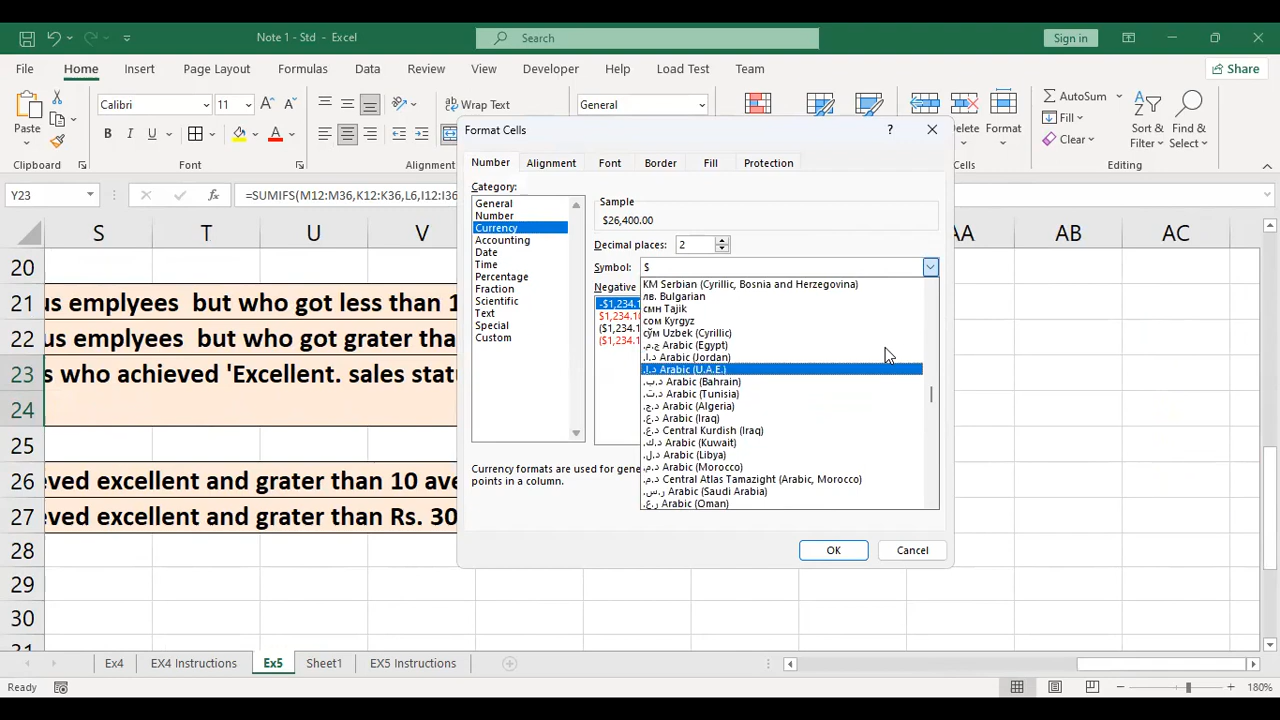 Note 1 - Std - Excel
Search
Sign in
File Home Insert Page Layout Formulas Data Review View Developer Help Load Test Team
Share
Paste
Clipboard
Calibri 11
B I U A
Font
Wrap Text
Alignm
General
Delete
Format
Cells
AutoSum
Fill
Clear
Sort & Filter
Find & Select
Editing
Y23 fx =SUMIFS(M12:M36,K12:K36,L6,I12:I36
S T U V AA AB AC
20
21 us emplyees but who got less than 1
22 us emplyees but who got grater tha
23 s who achieved 'Excellent. sales statu
24
25
26 eved excellent and grater than 10 ave
27 eved excellent and grater than Rs. 30
28
29
30
31
Format Cells ?
Number Alignment Font Border Fill Protection
Category:
General
Number
Currency
Accounting
Date
Time
Percentage
Fraction
Scientific
Text
Special
Custom
Sample
$26,400.00
Decimal places: 2
Symbol: $
Negative
-$1,234.1
$1,234.1
($1,234.1
($1,234.1
KM Serbian (Cyrillic, Bosnia and Herzegovina)
лв. Bulgarian
смн Tajik
сом Kyrgyz
сўм Uzbek (Cyrillic)
ج.م.‏ Arabic (Egypt)
د.ا.‏ Arabic (Jordan)
د.إ.‏ Arabic (U.A.E.)
د.ب.‏ Arabic (Bahrain)
د.ت.‏ Arabic (Tunisia)
د.ج.‏ Arabic (Algeria)
د.ع.‏ Arabic (Iraq)
د.ع.‏ Central Kurdish (Iraq)
د.ك.‏ Arabic (Kuwait)
د.ل.‏ Arabic (Libya)
د.م.‏ Arabic (Morocco)
د.م.‏ Central Atlas Tamazight (Arabic, Morocco)
ر.س.‏ Arabic (Saudi Arabia)
ر.ع.‏ Arabic (Oman)
Currency formats are used for gene
points in a column.
OK Cancel
Ex4 EX4 Instructions Ex5 Sheet1 EX5 Instructions
Ready
180%